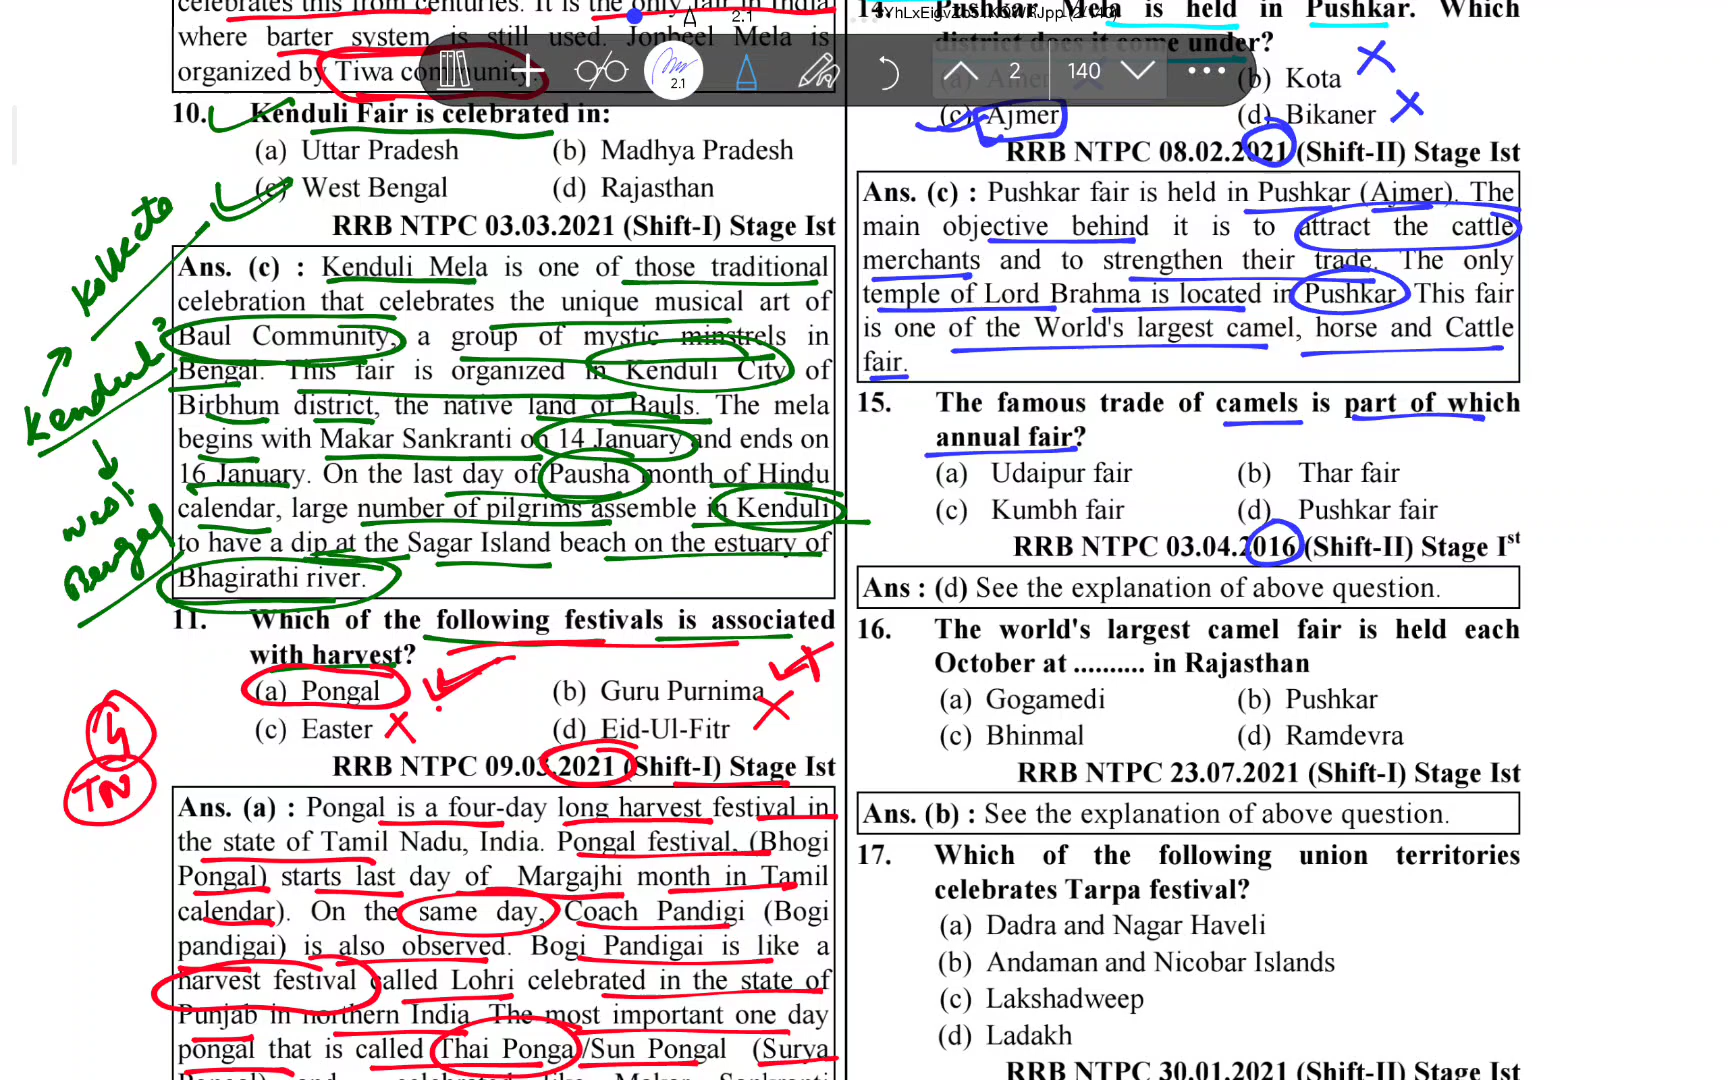 celebrates this from centuries. It is the only fair in India
where barter system is still used. Jonbeel Mela is
organized by Tiwa community.
10. Kenduli Fair is celebrated in:
(a) Uttar Pradesh (b) Madhya Pradesh
(c) West Bengal (d) Rajasthan
RRB NTPC 03.03.2021 (Shift-I) Stage Ist
Ans. (c) : Kenduli Mela is one of those traditional
celebration that celebrates the unique musical art of
Baul Community, a group of mystic minstrels in
Bengal. This fair is organized in Kenduli City of
Birbhum district, the native land of Bauls. The mela
begins with Makar Sankranti on 14 January and ends on
16 January. On the last day of Pausha month of Hindu
calendar, large number of pilgrims assemble in Kenduli
to have a dip at the Sagar Island beach on the estuary of
Bhagirathi river.
Kolkata
Kenduli
West
Bengal
11. Which of the following festivals is associated
with harvest?
(a) Pongal (b) Guru Purnima
(c) Easter (d) Eid-Ul-Fitr
RRB NTPC 09.03.2021 (Shift-I) Stage Ist
4
TN
Ans. (a) : Pongal is a four-day long harvest festival in
the state of Tamil Nadu, India. Pongal festival, (Bhogi
Pongal) starts last day of Margajhi month in Tamil
calendar). On the same day, Coach Pandigi (Bogi
pandigai) is also observed. Bogi Pandigai is like a
harvest festival called Lohri celebrated in the state of
Punjab in northern India. The most important one day
pongal that is called Thai Pongal/Sun Pongal (Surya
2.1
2.1
2 140
14. Pushkar Mela is held in Pushkar. Which
district does it come under?
(a) Amer (b) Kota
(c) Ajmer (d) Bikaner
RRB NTPC 08.02.2021 (Shift-II) Stage Ist
Ans. (c) : Pushkar fair is held in Pushkar (Ajmer). The
main objective behind it is to attract the cattle
merchants and to strengthen their trade. The only
temple of Lord Brahma is located in Pushkar. This fair
is one of the World's largest camel, horse and Cattle
fair.
15. The famous trade of camels is part of which
annual fair?
(a) Udaipur fair (b) Thar fair
(c) Kumbh fair (d) Pushkar fair
RRB NTPC 03.04.2016 (Shift-II) Stage Ist
Ans : (d) See the explanation of above question.
16. The world's largest camel fair is held each
October at .......... in Rajasthan
(a) Gogamedi (b) Pushkar
(c) Bhinmal (d) Ramdevra
RRB NTPC 23.07.2021 (Shift-I) Stage Ist
Ans. (b) : See the explanation of above question.
17. Which of the following union territories
celebrates Tarpa festival?
(a) Dadra and Nagar Haveli
(b) Andaman and Nicobar Islands
(c) Lakshadweep
(d) Ladakh
RRB NTPC 30.01.2021 (Shift-II) Stage Ist